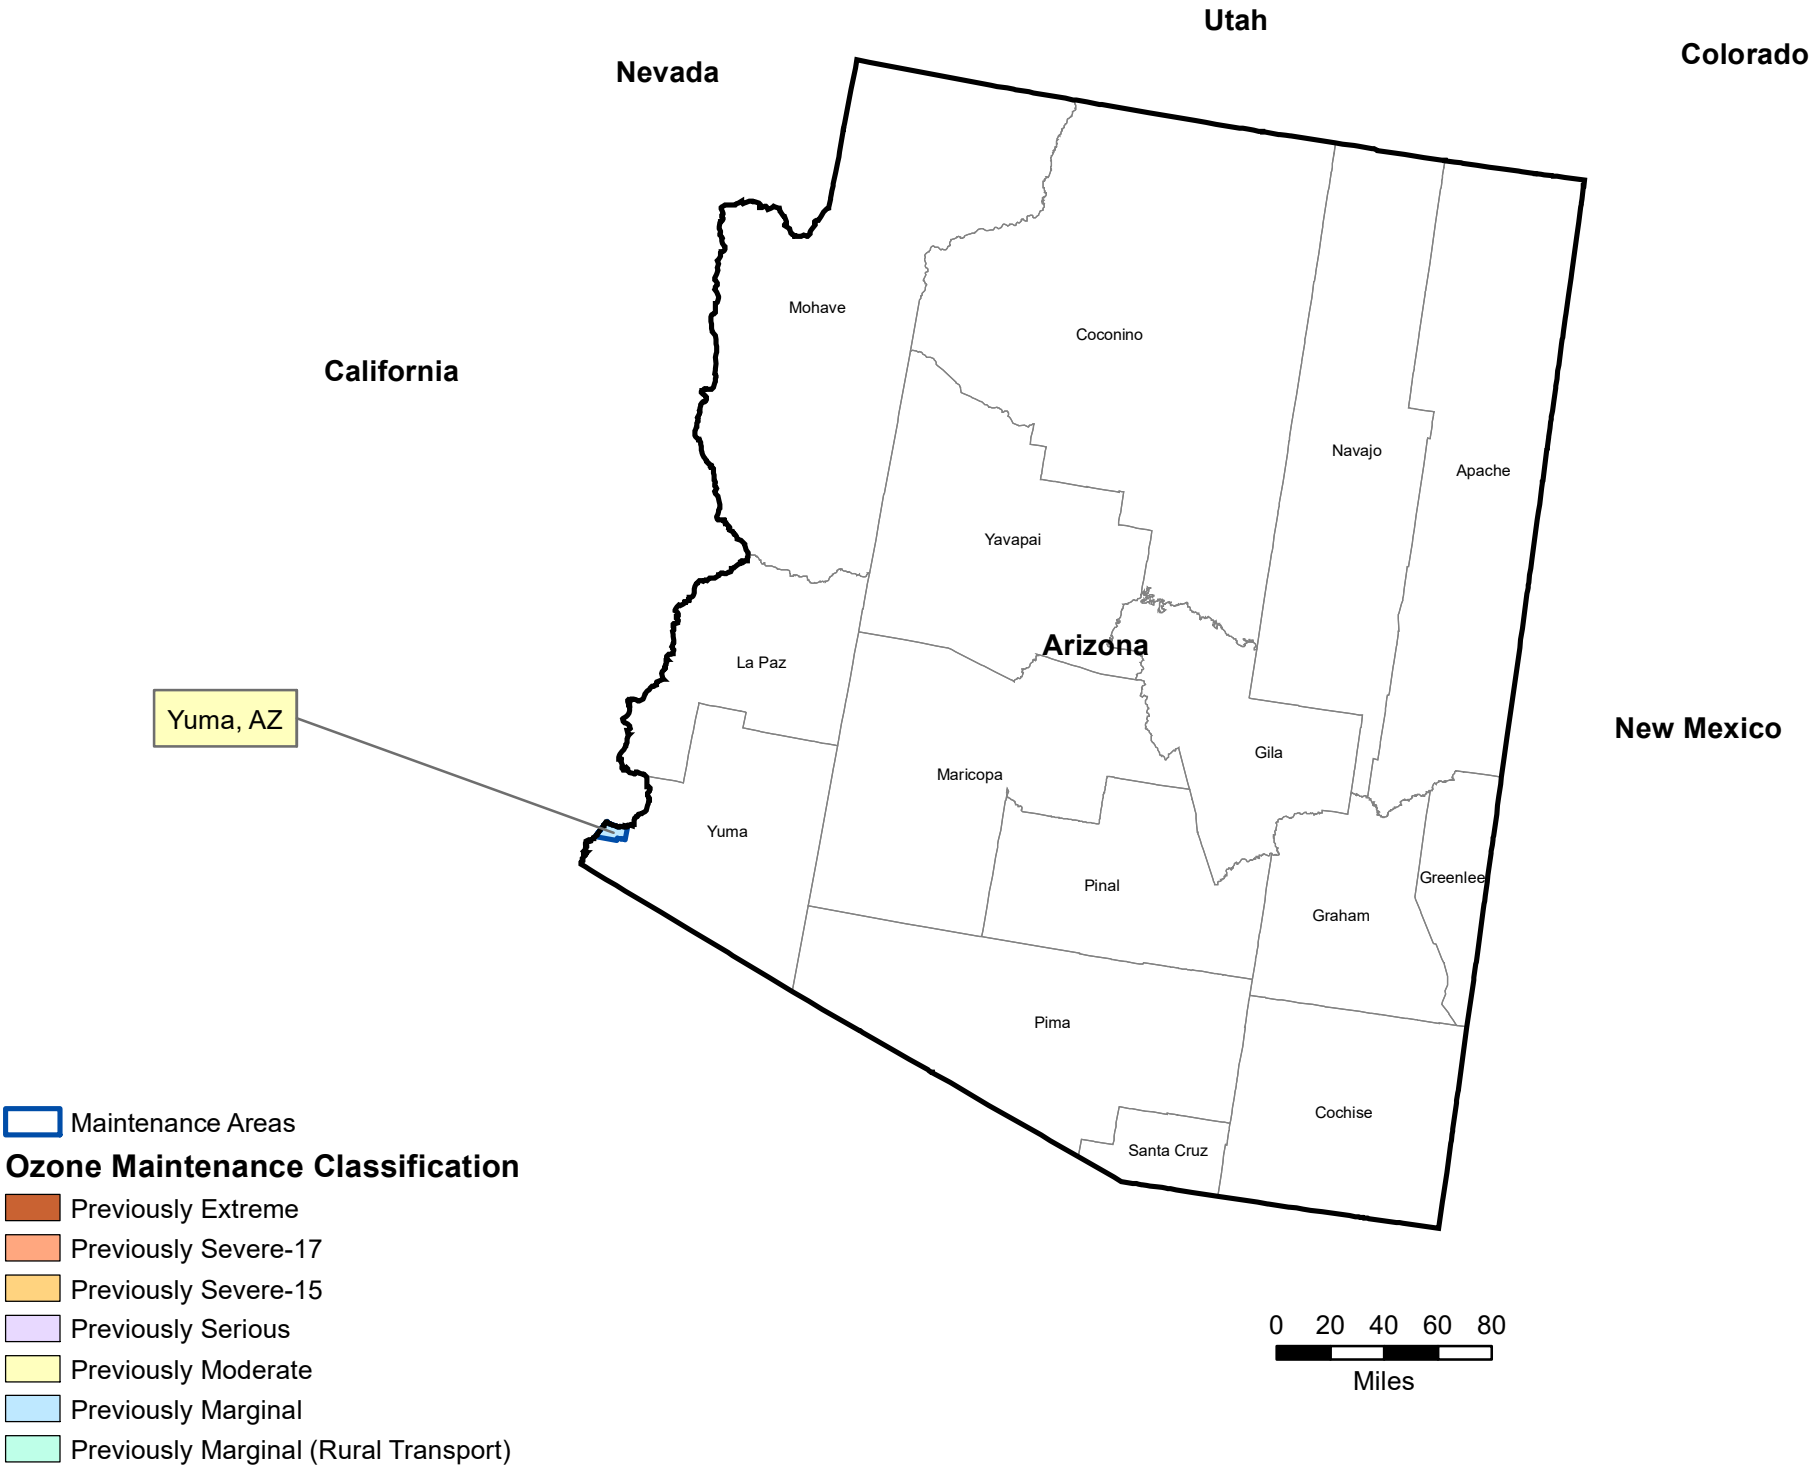 Utah
Colorado
Nevada
Mohave
Coconino
California
Navajo
Apache
Yavapai
Arizona
La Paz
Yuma, AZ
New Mexico
Gila
Maricopa
Yuma
Greenlee
Pinal
Graham
Pima
Cochise
Santa Cruz
Maintenance Areas
Ozone Maintenance Classification
Previously Extreme
Previously Severe-17
Previously Severe-15
Previously Serious
Previously Moderate
Previously Marginal
Previously Marginal (Rural Transport)
0 20 40 60 80
Miles